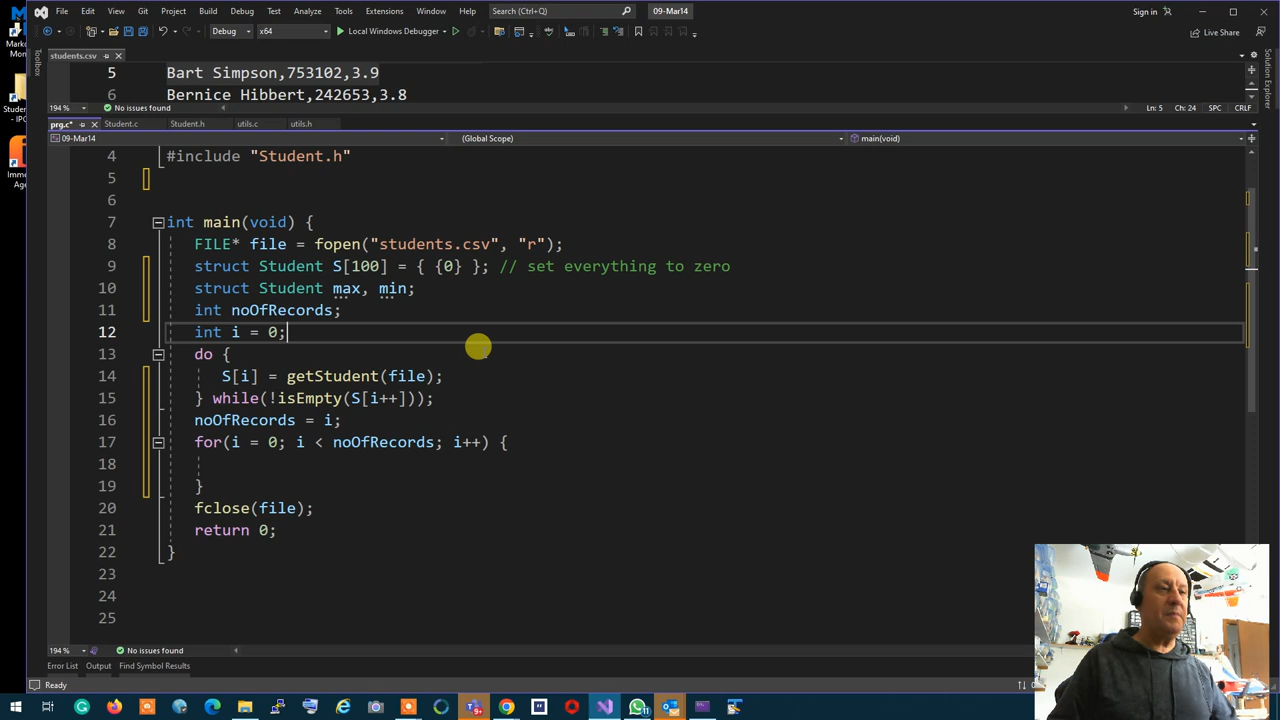 File Edit View Git Project Build Debug Test Analyze Tools Extensions Window Help Search (Ctrl+Q) 09-Mar14 Sign in
Debug x64 Local Windows Debugger Live Share
students.csv
Toolbox
Solution Explorer
5 Bart Simpson,753102,3.9
6 Bernice Hibbert,242653,3.8
194 % No issues found Ln: 5 Ch: 24 SPC CRLF
prg.c* Student.c Student.h utils.c utils.h
09-Mar14 (Global Scope) main(void)
4 #include "Student.h"
5
6
7 int main(void) {
8 FILE* file = fopen("students.csv", "r");
9 struct Student S[100] = { {0} }; // set everything to zero
10 struct Student max, min;
11 int noOfRecords;
12 int i = 0;
13 do {
14 S[i] = getStudent(file);
15 } while(!isEmpty(S[i++]));
16 noOfRecords = i;
17 for(i = 0; i < noOfRecords; i++) {
18
19 }
20 fclose(file);
21 return 0;
22 }
23
24
25
194 % No issues found
Error List Output Find Symbol Results
Ready